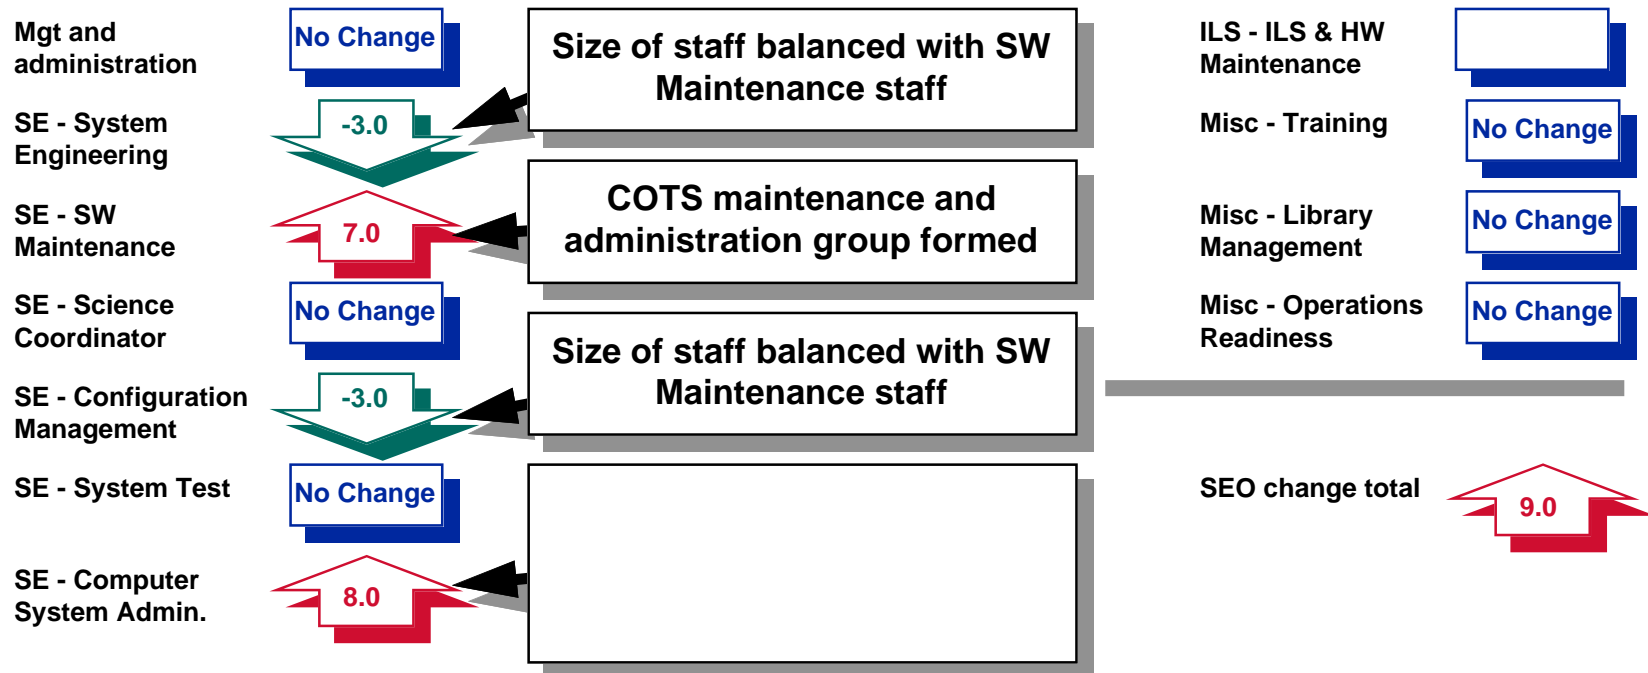 Mgt and
administration
No Change
SE - System
Engineering
-3.0
SE - SW
Maintenance
7.0
SE - Science
Coordinator
No Change
SE - Configuration
Management
-3.0
SE - System Test
No Change
SE - Computer
System Admin.
8.0
Size of staff balanced with SW
Maintenance staff
COTS maintenance and
administration group formed
Size of staff balanced with SW
Maintenance staff
ILS - ILS & HW
Maintenance
Misc - Training
No Change
Misc - Library
Management
No Change
Misc - Operations
Readiness
No Change
SEO change total
9.0